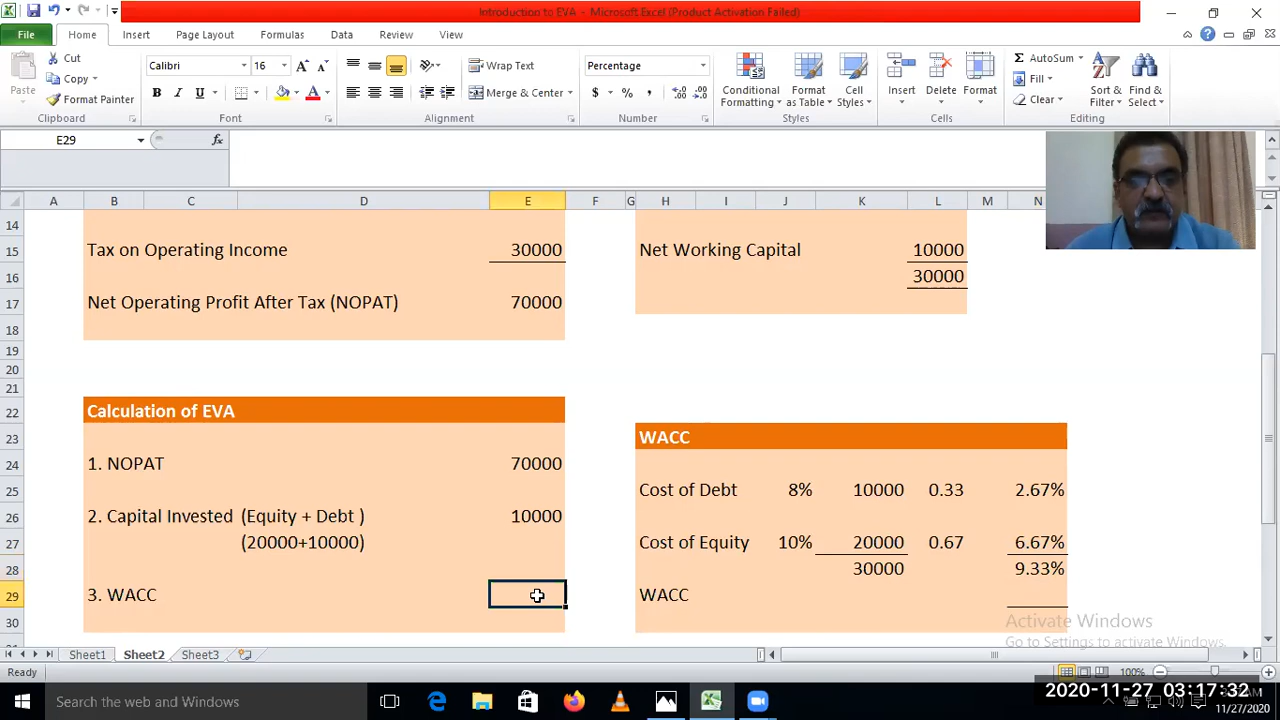 Introduction to EVA - Microsoft Excel (Product Activation Failed)
File Home Insert Page Layout Formulas Data Review View
Paste
Cut
Copy
Format Painter
Clipboard
Calibri 16
B I U
Font
Wrap Text
Merge & Center
Alignment
Percentage
$ % ,
Number
Conditional Formatting
Format as Table
Cell Styles
Styles
Insert Delete Format
Cells
Σ AutoSum
Fill
Clear
Sort & Filter
Find & Select
Editing
E29 fx
A B C D E F G H I J K L M N
14
15 Tax on Operating Income 30000 Net Working Capital 10000
16 30000
17 Net Operating Profit After Tax (NOPAT) 70000
18
19
20
21
22 Calculation of EVA
23 WACC
24 1. NOPAT 70000
25 Cost of Debt 8% 10000 0.33 2.67%
26 2. Capital Invested (Equity + Debt ) 10000
27 (20000+10000) Cost of Equity 10% 20000 0.67 6.67%
28 30000 9.33%
29 3. WACC WACC
30
Activate Windows
Go to Settings to activate Windows.
Sheet1 Sheet2 Sheet3
Ready 100%
Search the web and Windows
2020-11-27 03:17:32
11/27/2020